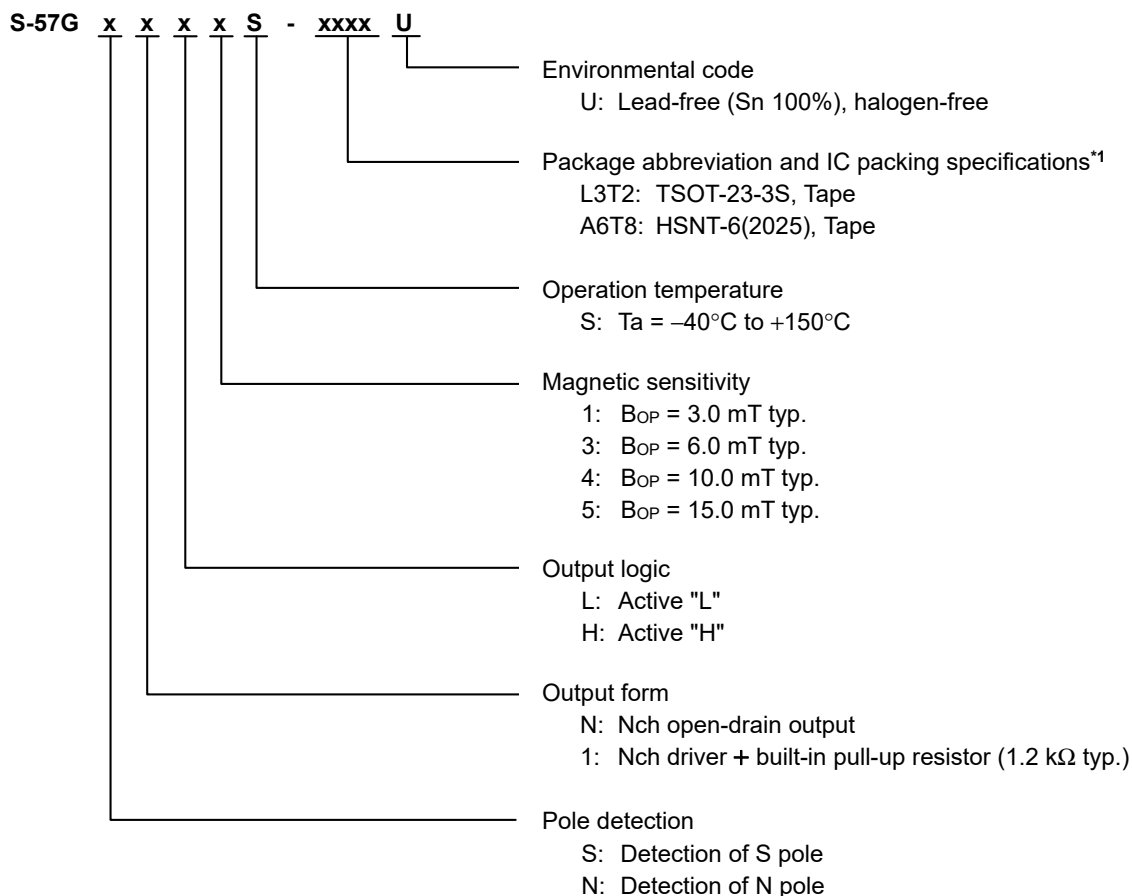 S-57G x x x x S - xxxx U
Environmental code
U: Lead-free (Sn 100%), halogen-free
Package abbreviation and IC packing specifications*1
L3T2: TSOT-23-3S, Tape
A6T8: HSNT-6(2025), Tape
Operation temperature
S: Ta = −40°C to +150°C
Magnetic sensitivity
1: BOP = 3.0 mT typ.
3: BOP = 6.0 mT typ.
4: BOP = 10.0 mT typ.
5: BOP = 15.0 mT typ.
Output logic
L: Active "L"
H: Active "H"
Output form
N: Nch open-drain output
1: Nch driver + built-in pull-up resistor (1.2 kΩ typ.)
Pole detection
S: Detection of S pole
N: Detection of N pole